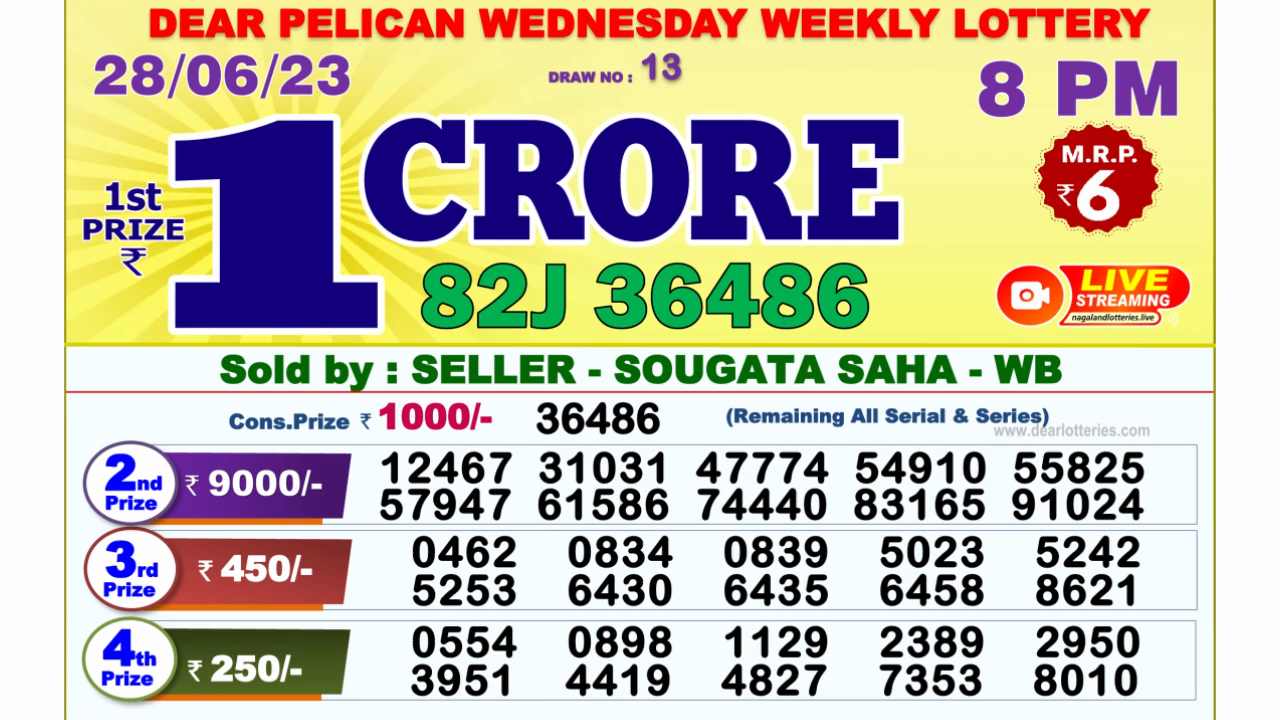 DEAR PELICAN WEDNESDAY WEEKLY LOTTERY
28/06/23
DRAW NO : 13
8 PM
1st
PRIZE
₹
1 CRORE
M.R.P.
₹ 6
82J 36486
LIVE
STREAMING
nagalandlotteries.live
Sold by : SELLER - SOUGATA SAHA - WB
Cons.Prize ₹ 1000/- 36486 (Remaining All Serial & Series)
www.dearlotteries.com
2nd
Prize
₹ 9000/-
12467 31031 47774 54910 55825
57947 61586 74440 83165 91024
3rd
Prize
₹ 450/-
0462 0834 0839 5023 5242
5253 6430 6435 6458 8621
4th
Prize
₹ 250/-
0554 0898 1129 2389 2950
3951 4419 4827 7353 8010